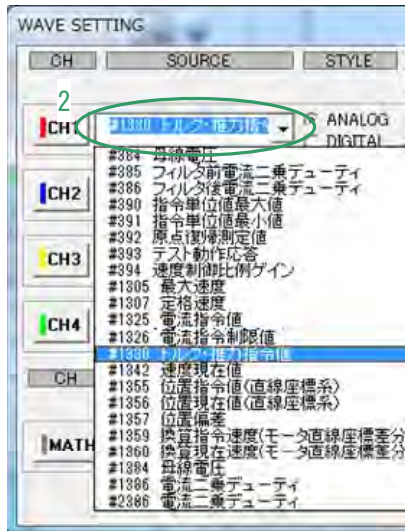 WAVE SETTING
CH SOURCE STYLE
2
CH1 #1330 トルク・推力指令 ANALOG
DIGITAL
#384 母線電圧
#385 フィルタ前電流二乗デューティ
#386 フィルタ後電流二乗デューティ
CH2
#390 指令単位値最大値
#391 指令単位値最小値
#392 原点復帰測定値
#393 テスト動作応答
CH3
#394 速度制御比例ゲイン
#1305 最大速度
#1307 定格速度
#1325 電流指令値
CH4
#1326 電流指令制限値
#1330 トルク・推力指令値
#1342 速度現在値
CH
#1355 位置指令値(直線座標系)
#1356 位置現在値(直線座標系)
#1357 位置偏差
#1359 換算指令速度(モータ直線座標差分
MATH
#1360 換算現在速度(モータ直線座標差分
#1384 母線電圧
#1386 電流二乗デューティ
#2386 電流二乗デューティ